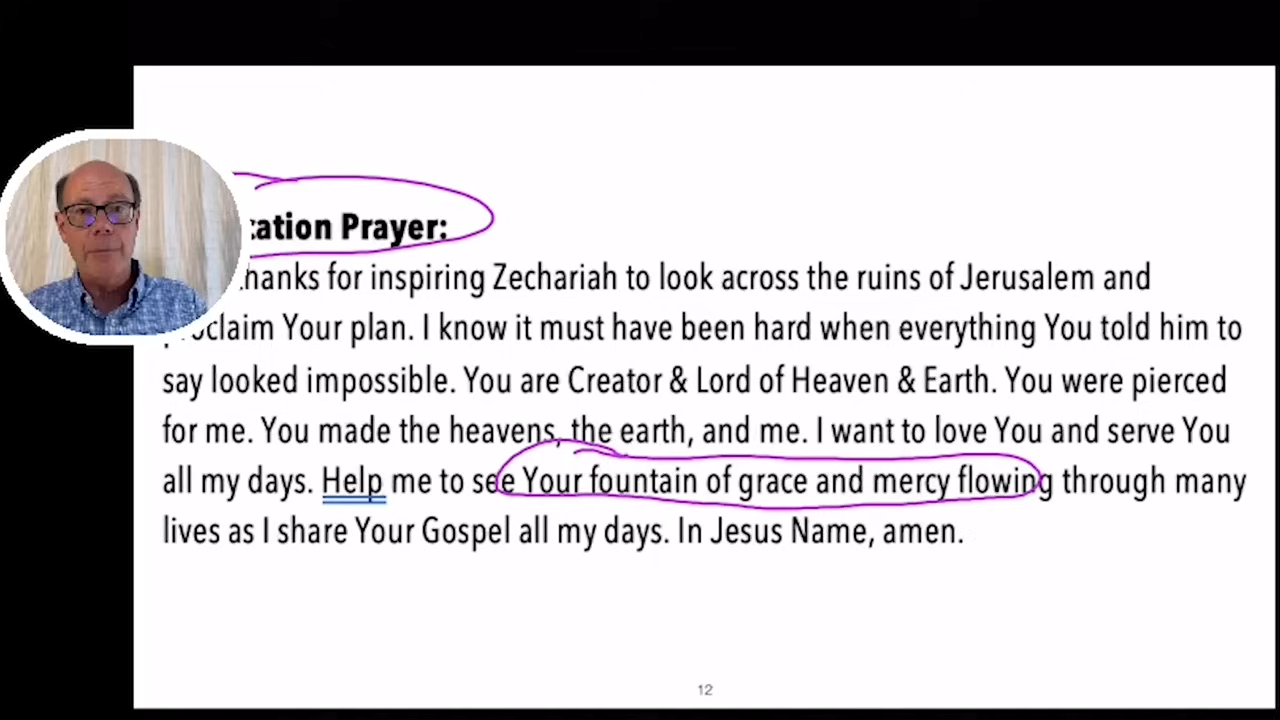 Prayer:
thanks for inspiring Zechariah to look across the ruins of Jerusalem and
proclaim Your plan. I know it must have been hard when everything You told him to
say looked impossible. You are Creator & Lord of Heaven & Earth. You were pierced
for me. You made the heavens, the earth, and me. I want to love You and serve You
all my days. Help me to see Your fountain of grace and mercy flowing through many
lives as I share Your Gospel all my days. In Jesus Name, amen.
12